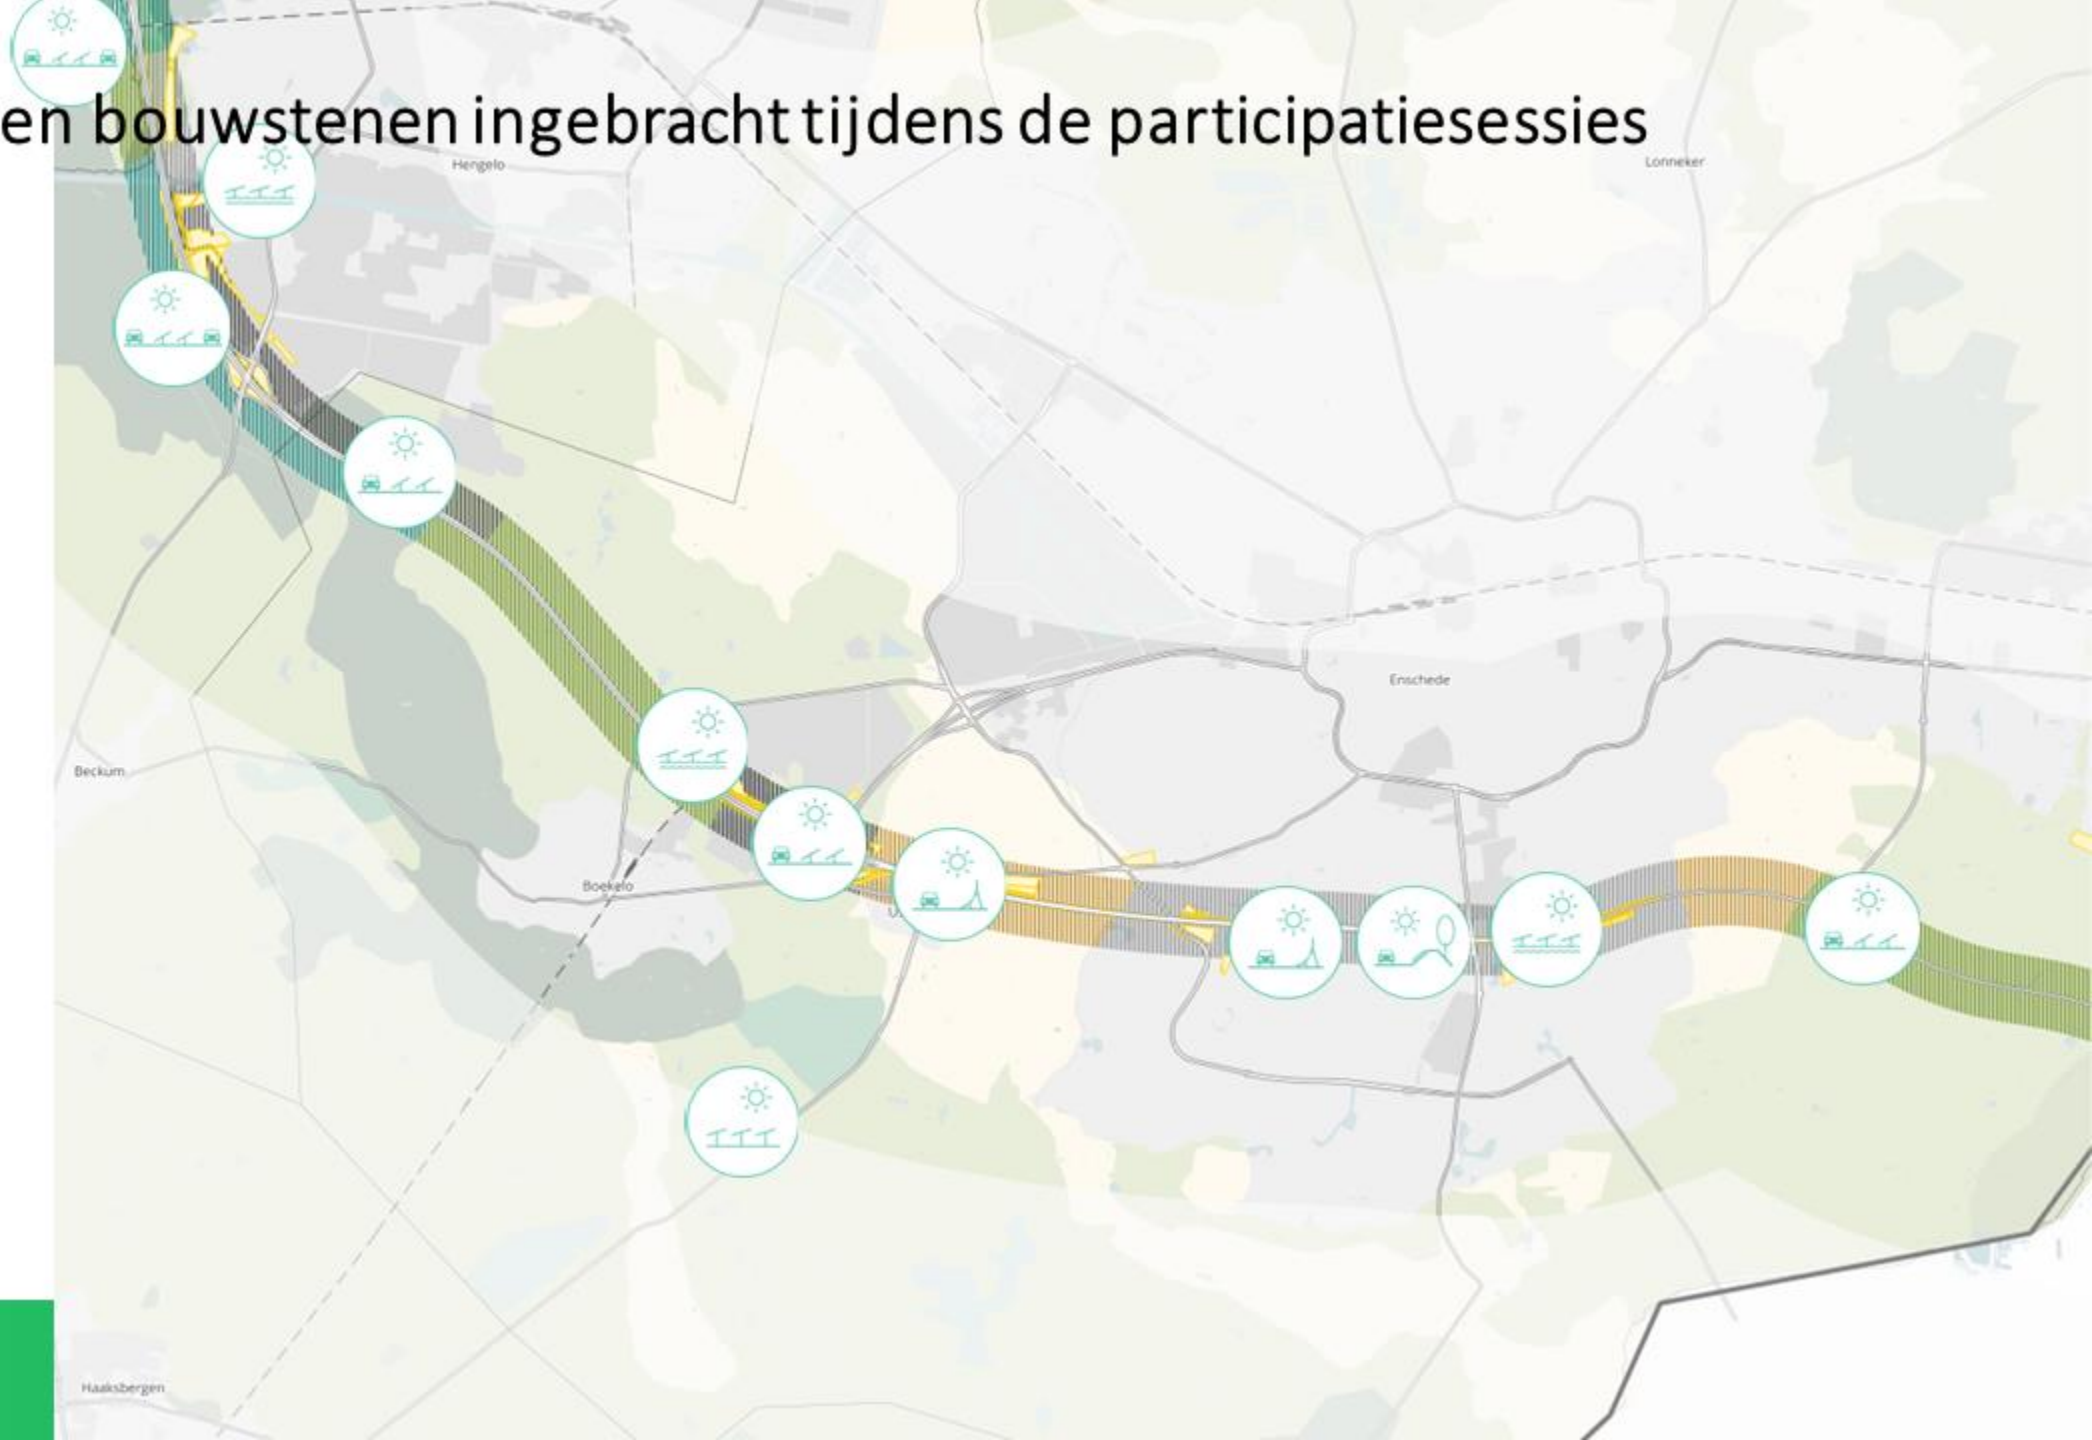 en bouwstenen ingebracht tijdens de participatiesessies
Hengelo
Lonneker
Enschede
Beckum
Boekelo
Haaksbergen